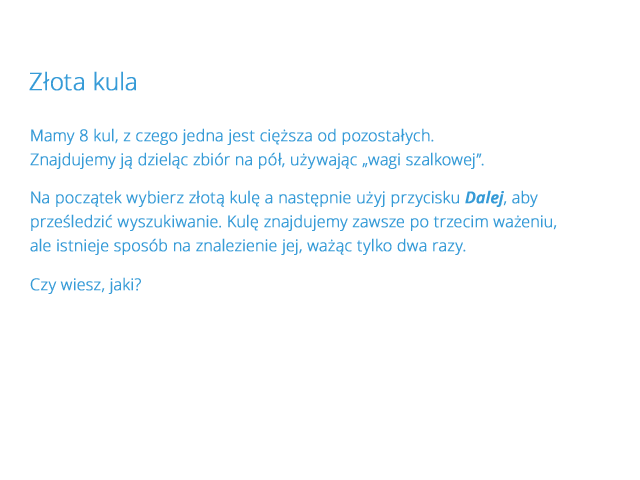 Złota kula
Mamy 8 kul, z czego jedna jest cięższa od pozostałych.
Znajdujemy ją dzieląc zbiór na pół, używając „wagi szalkowej”.
Na początek wybierz złotą kulę a następnie użyj przycisku Dalej, aby
prześledzić wyszukiwanie. Kulę znajdujemy zawsze po trzecim ważeniu,
ale istnieje sposób na znalezienie jej, ważąc tylko dwa razy.
Czy wiesz, jaki?